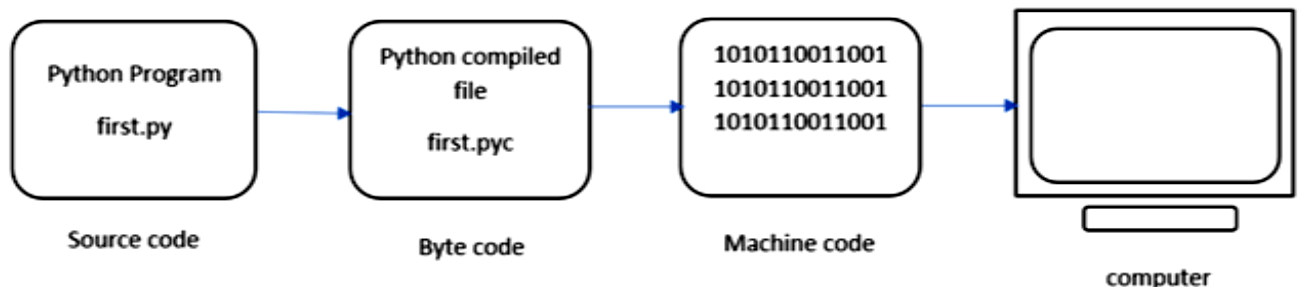 Python Program
first.py
Source code
Python compiled
file
first.pyc
Byte code
1010110011001
1010110011001
1010110011001
Machine code
computer